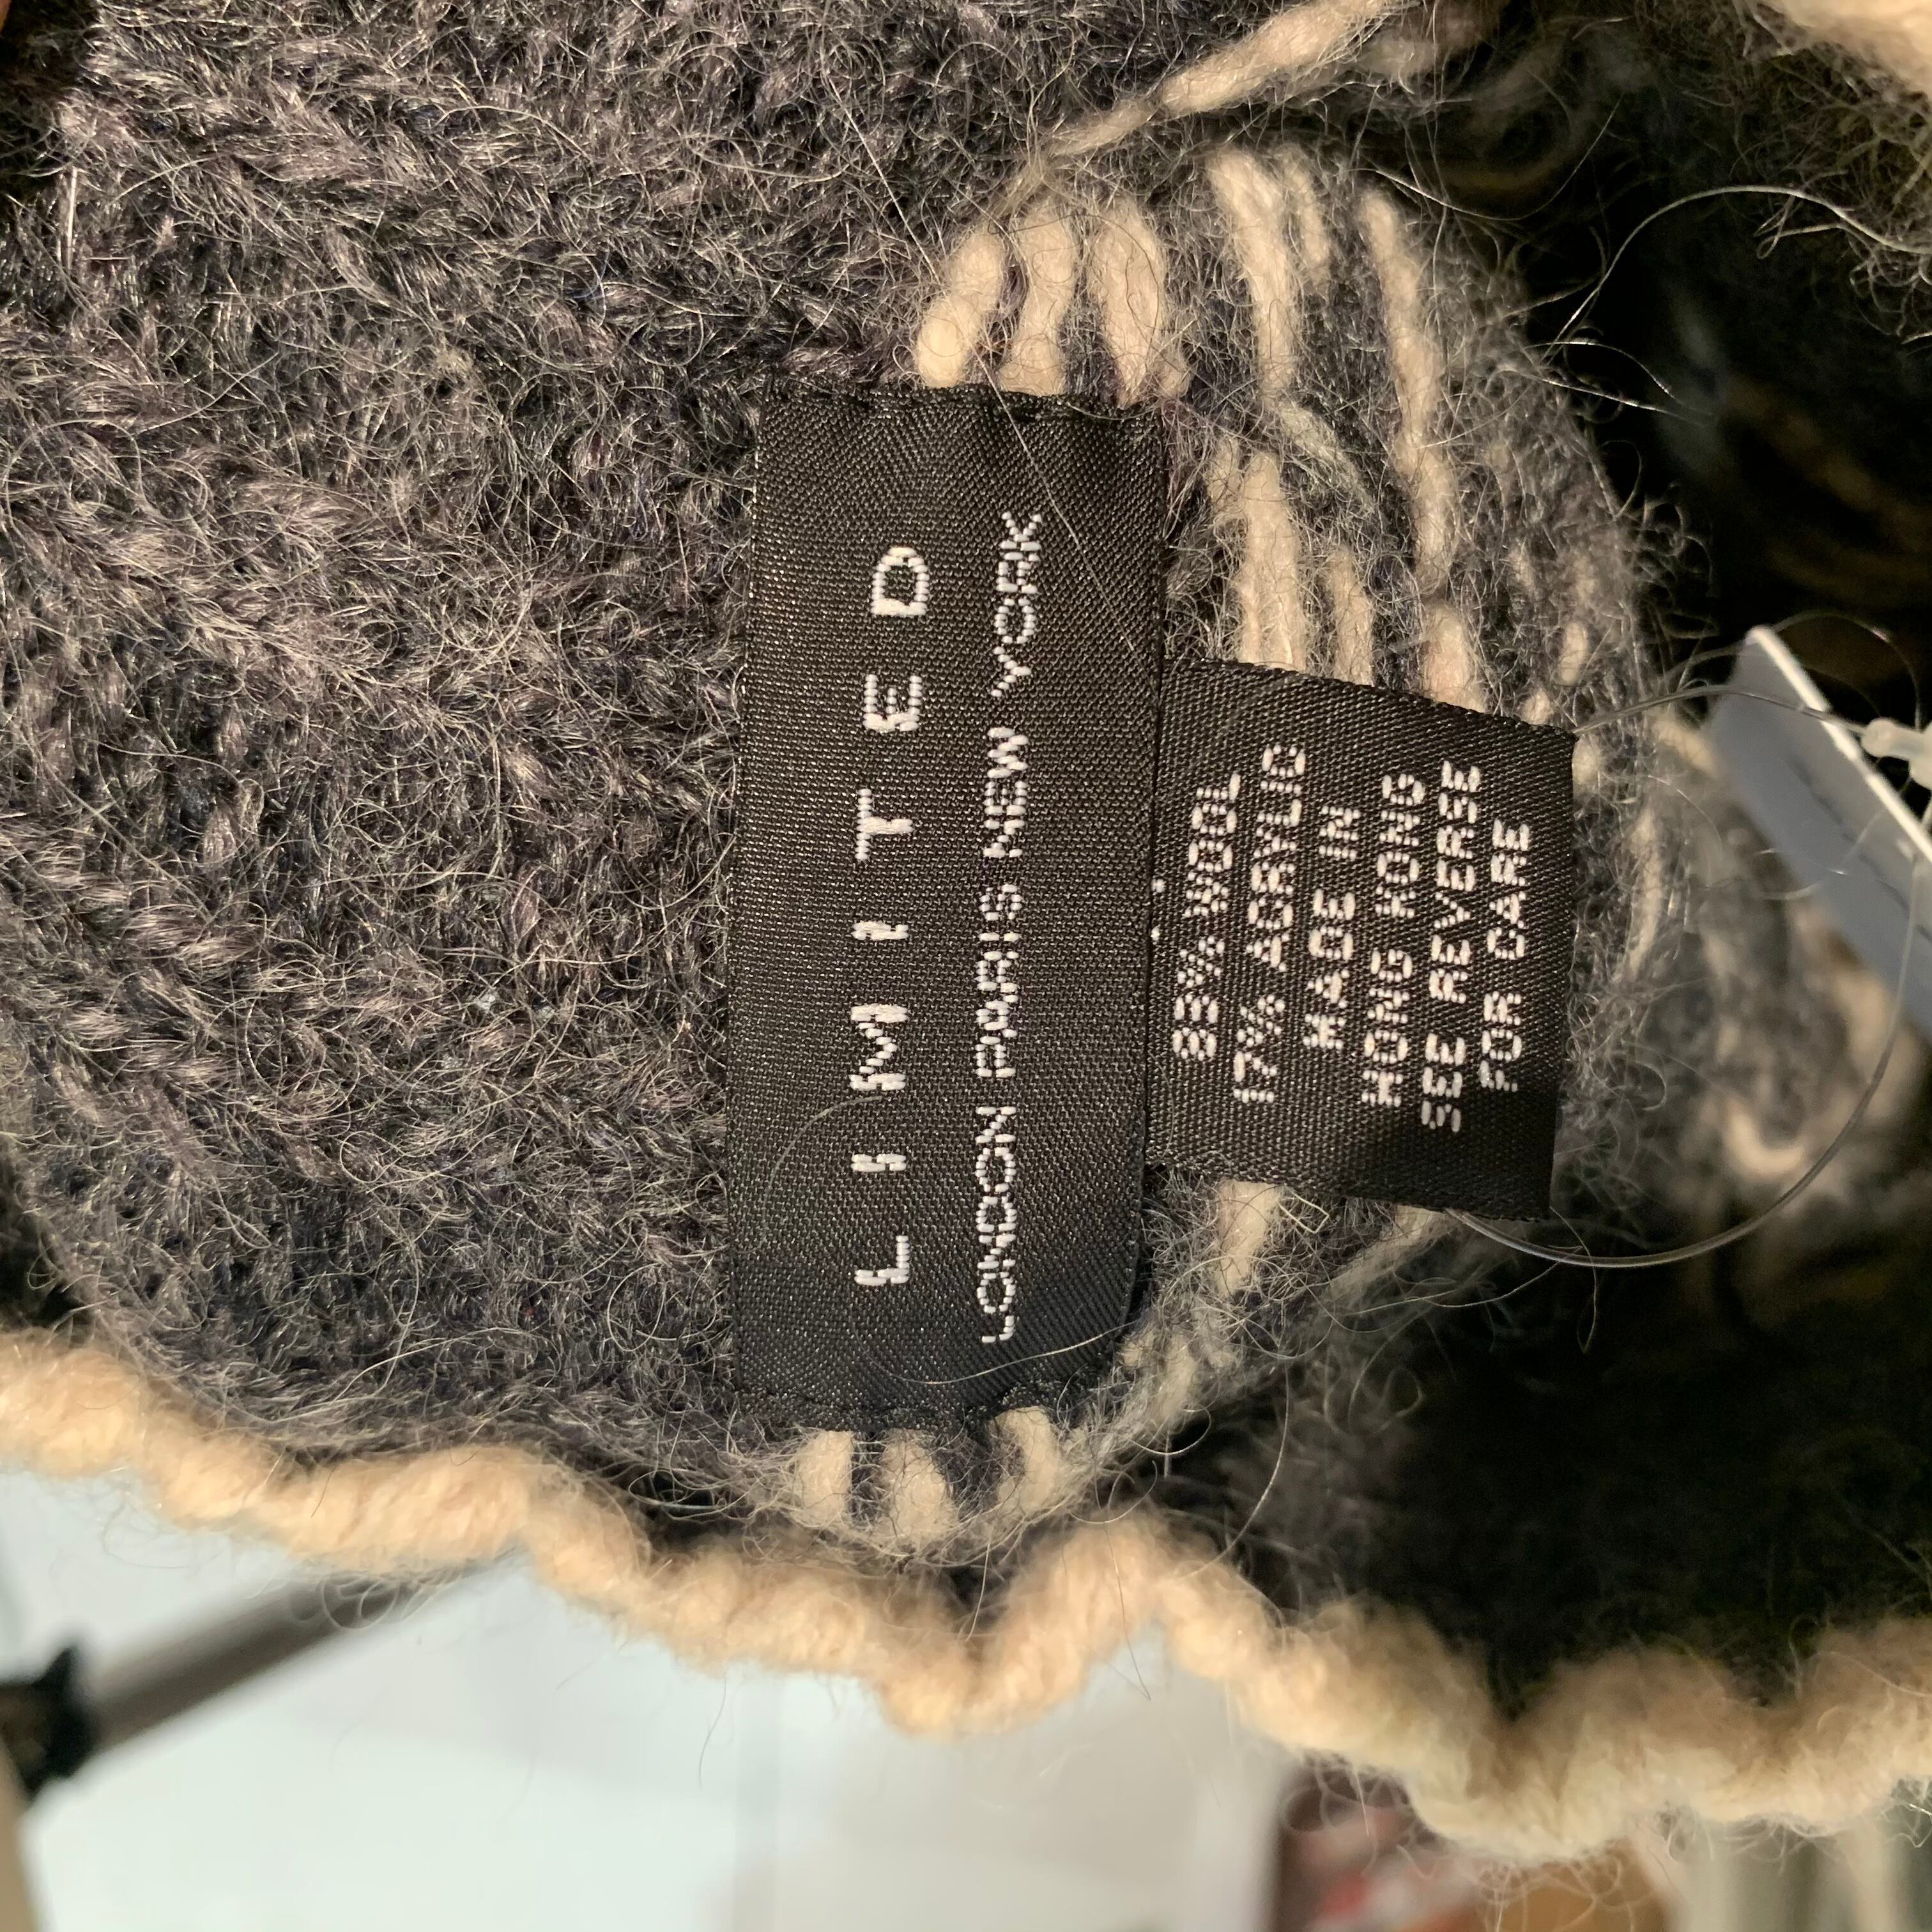 LIMITED
LONDON PARIS NEW YORK
83% WOOL
17% ACRYLIC
MADE IN
HONG KONG
SEE REVERSE
FOR CARE